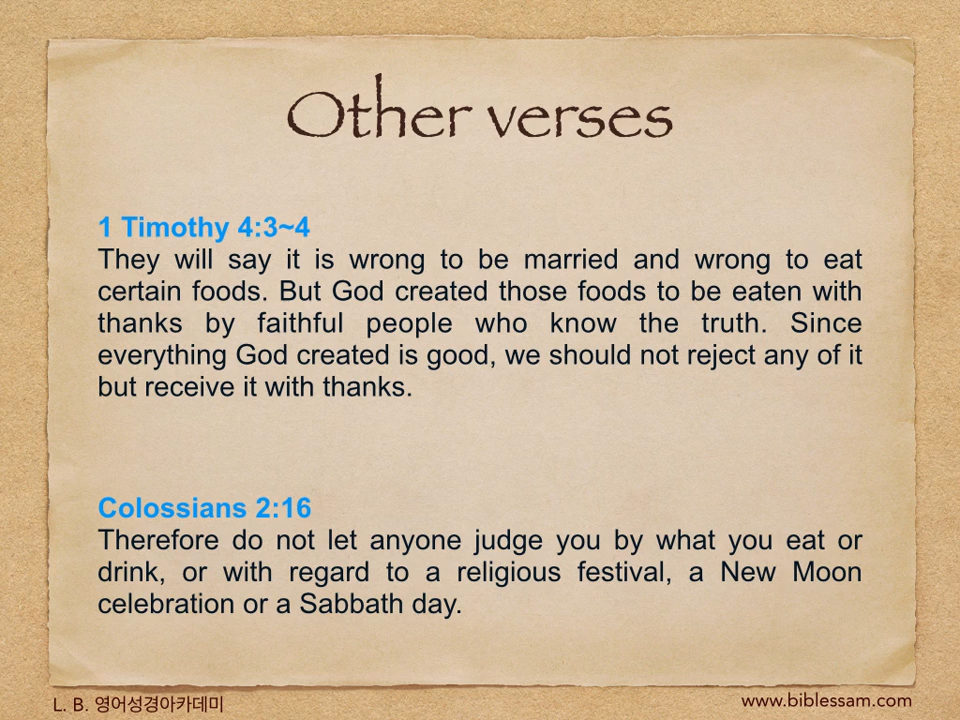 Other verses
1 Timothy 4:3~4
They will say it is wrong to be married and wrong to eat
certain foods. But God created those foods to be eaten with
thanks by faithful people who know the truth. Since
everything God created is good, we should not reject any of it
but receive it with thanks.
Colossians 2:16
Therefore do not let anyone judge you by what you eat or
drink, or with regard to a religious festival, a New Moon
celebration or a Sabbath day.
L. B. 영어성경아카데미
www.biblessam.com